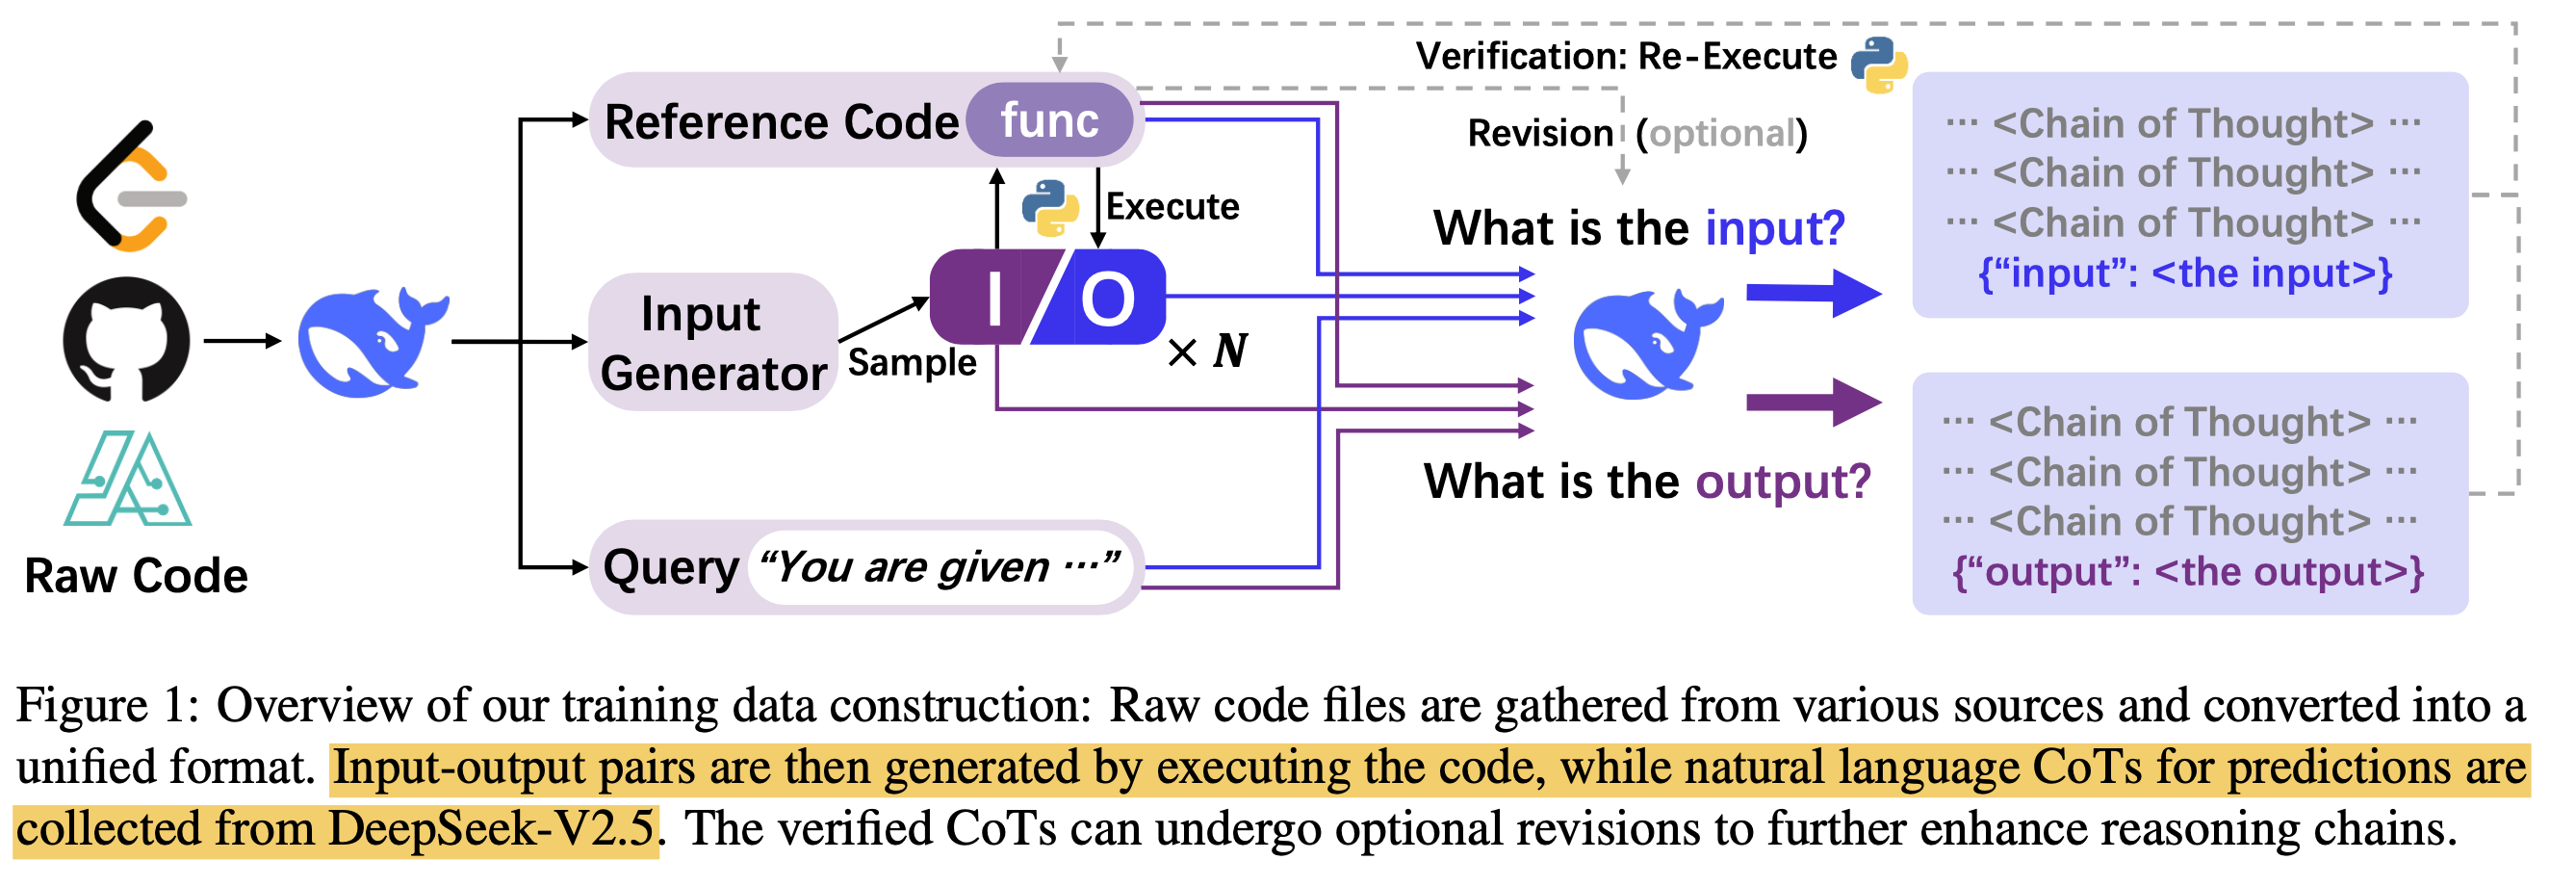 Verification: Re-Execute
Reference Code func
Revision (optional)
··· <Chain of Thought> ···
··· <Chain of Thought> ···
··· <Chain of Thought> ···
{“input”: <the input>}
Execute
What is the input?
Input
Generator
Sample
I/O
× N
What is the output?
··· <Chain of Thought> ···
··· <Chain of Thought> ···
··· <Chain of Thought> ···
{“output”: <the output>}
Raw Code
Query “You are given ···”
Figure 1: Overview of our training data construction: Raw code files are gathered from various sources and converted into a
unified format. Input-output pairs are then generated by executing the code, while natural language CoTs for predictions are
collected from DeepSeek-V2.5. The verified CoTs can undergo optional revisions to further enhance reasoning chains.